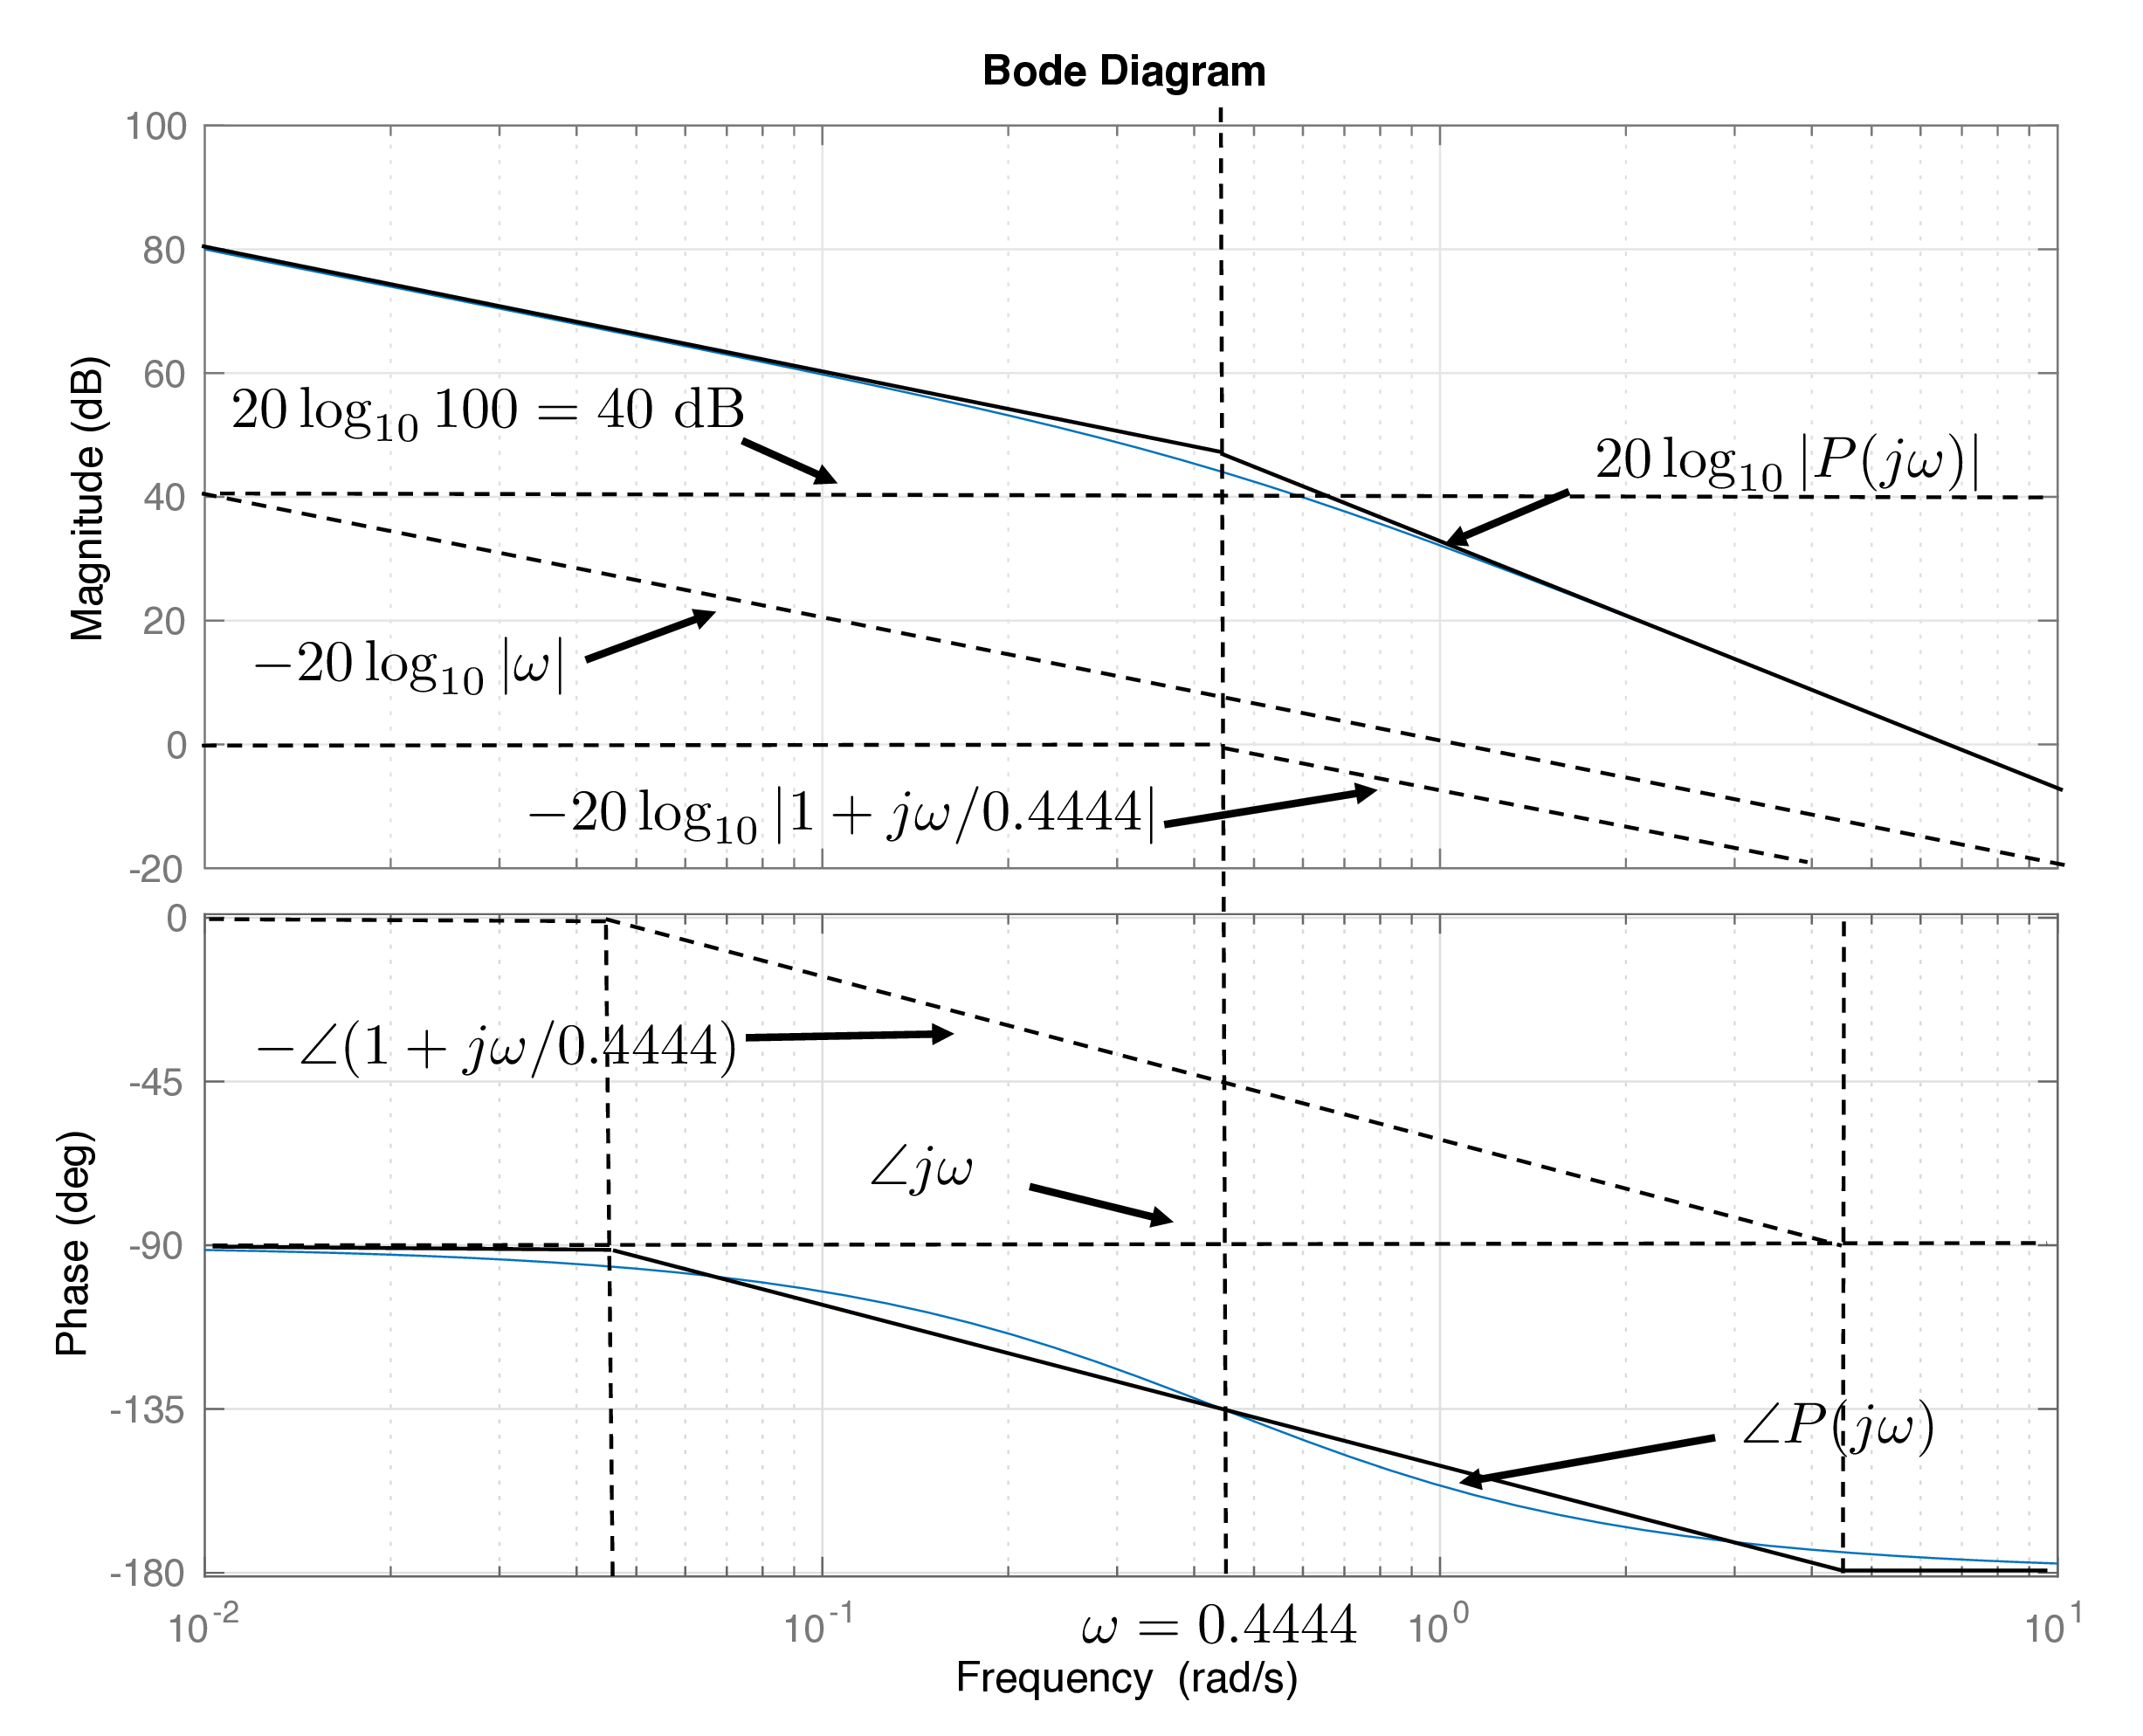 Bode Diagram
100
80
60
40
20
0
-20
Magnitude (dB)
20 log₁₀ 100 = 40 dB
20 log₁₀ |P(jω)|
−20 log₁₀ |ω|
−20 log₁₀ |1 + jω/0.4444|
0
-45
-90
-135
-180
Phase (deg)
−∠(1 + jω/0.4444)
∠jω
∠P(jω)
10⁻² 10⁻¹ ω = 0.4444 10⁰ 10¹
Frequency (rad/s)